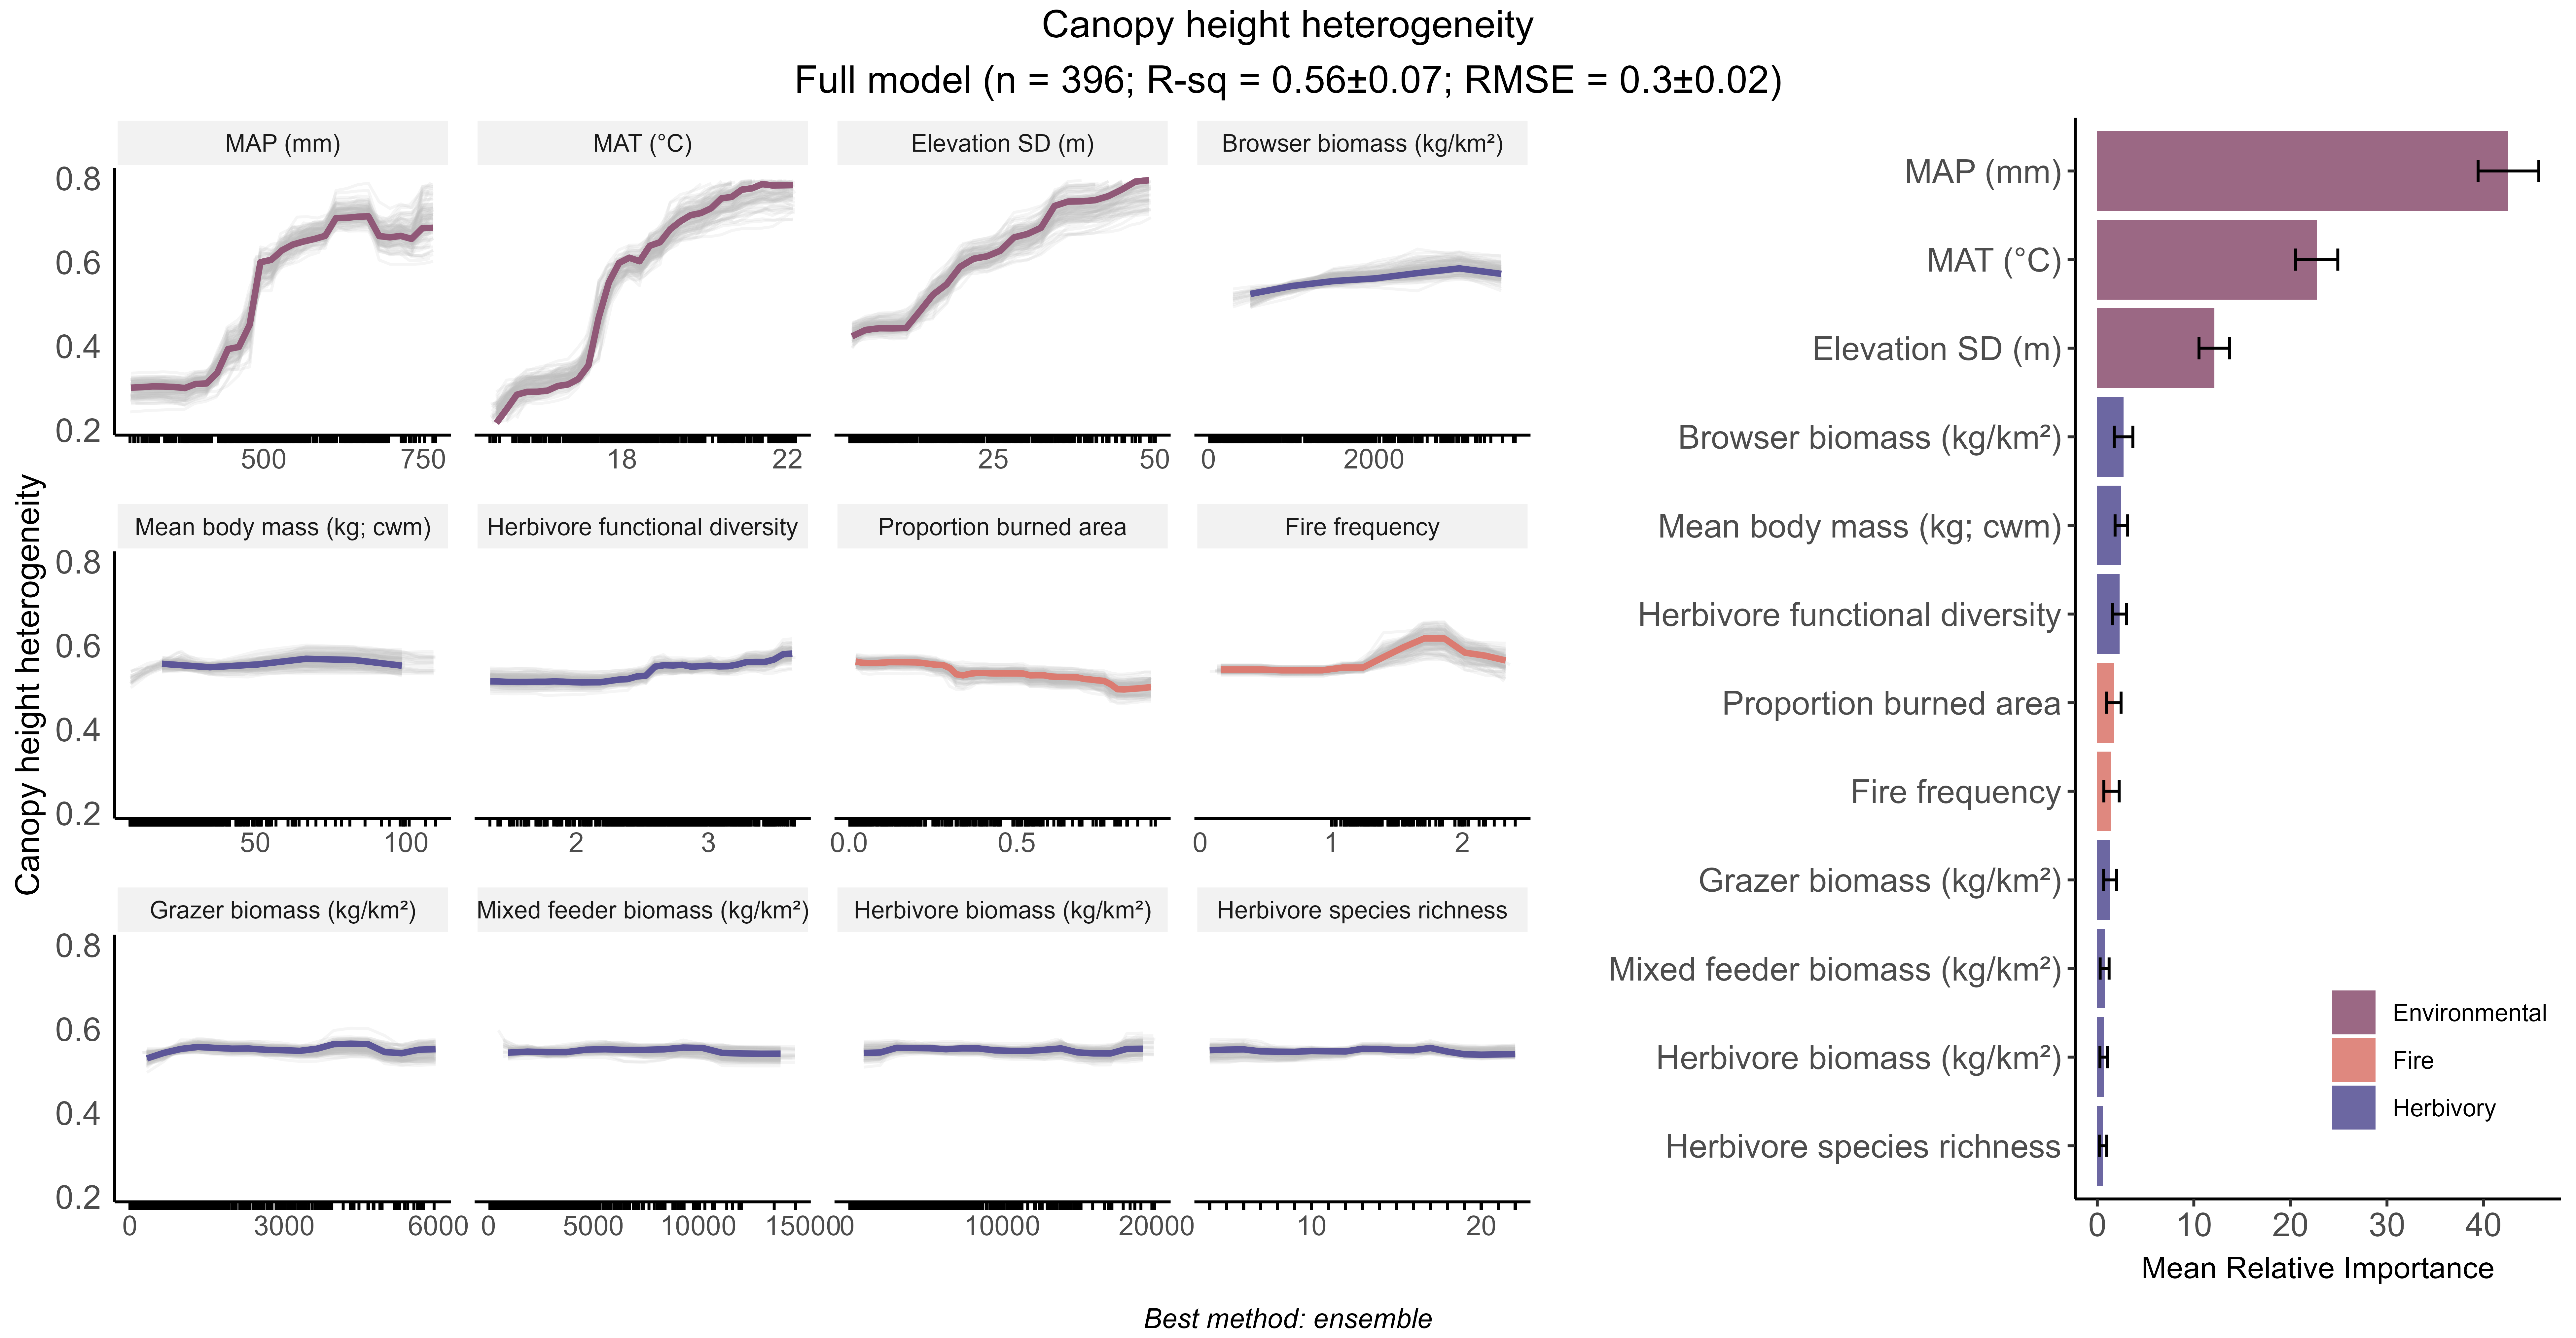 Canopy height heterogeneity
Full model (n = 396; R-sq = 0.56±0.07; RMSE = 0.3±0.02)
Canopy height heterogeneity
MAP (mm)
MAT (°C)
Elevation SD (m)
Browser biomass (kg/km²)
0.8
0.6
0.4
0.2
500 750
18 22
25 50
0 2000
Mean body mass (kg; cwm)
Herbivore functional diversity
Proportion burned area
Fire frequency
0.8
0.6
0.4
0.2
50 100
2 3
0.0 0.5
0 1 2
Grazer biomass (kg/km²)
Mixed feeder biomass (kg/km²)
Herbivore biomass (kg/km²)
Herbivore species richness
0.8
0.6
0.4
0.2
0 3000 6000
0 5000 10000 15000
0 10000 20000
10 20
MAP (mm)
MAT (°C)
Elevation SD (m)
Browser biomass (kg/km²)
Mean body mass (kg; cwm)
Herbivore functional diversity
Proportion burned area
Fire frequency
Grazer biomass (kg/km²)
Mixed feeder biomass (kg/km²)
Herbivore biomass (kg/km²)
Herbivore species richness
Environmental
Fire
Herbivory
0 10 20 30 40
Mean Relative Importance
Best method: ensemble